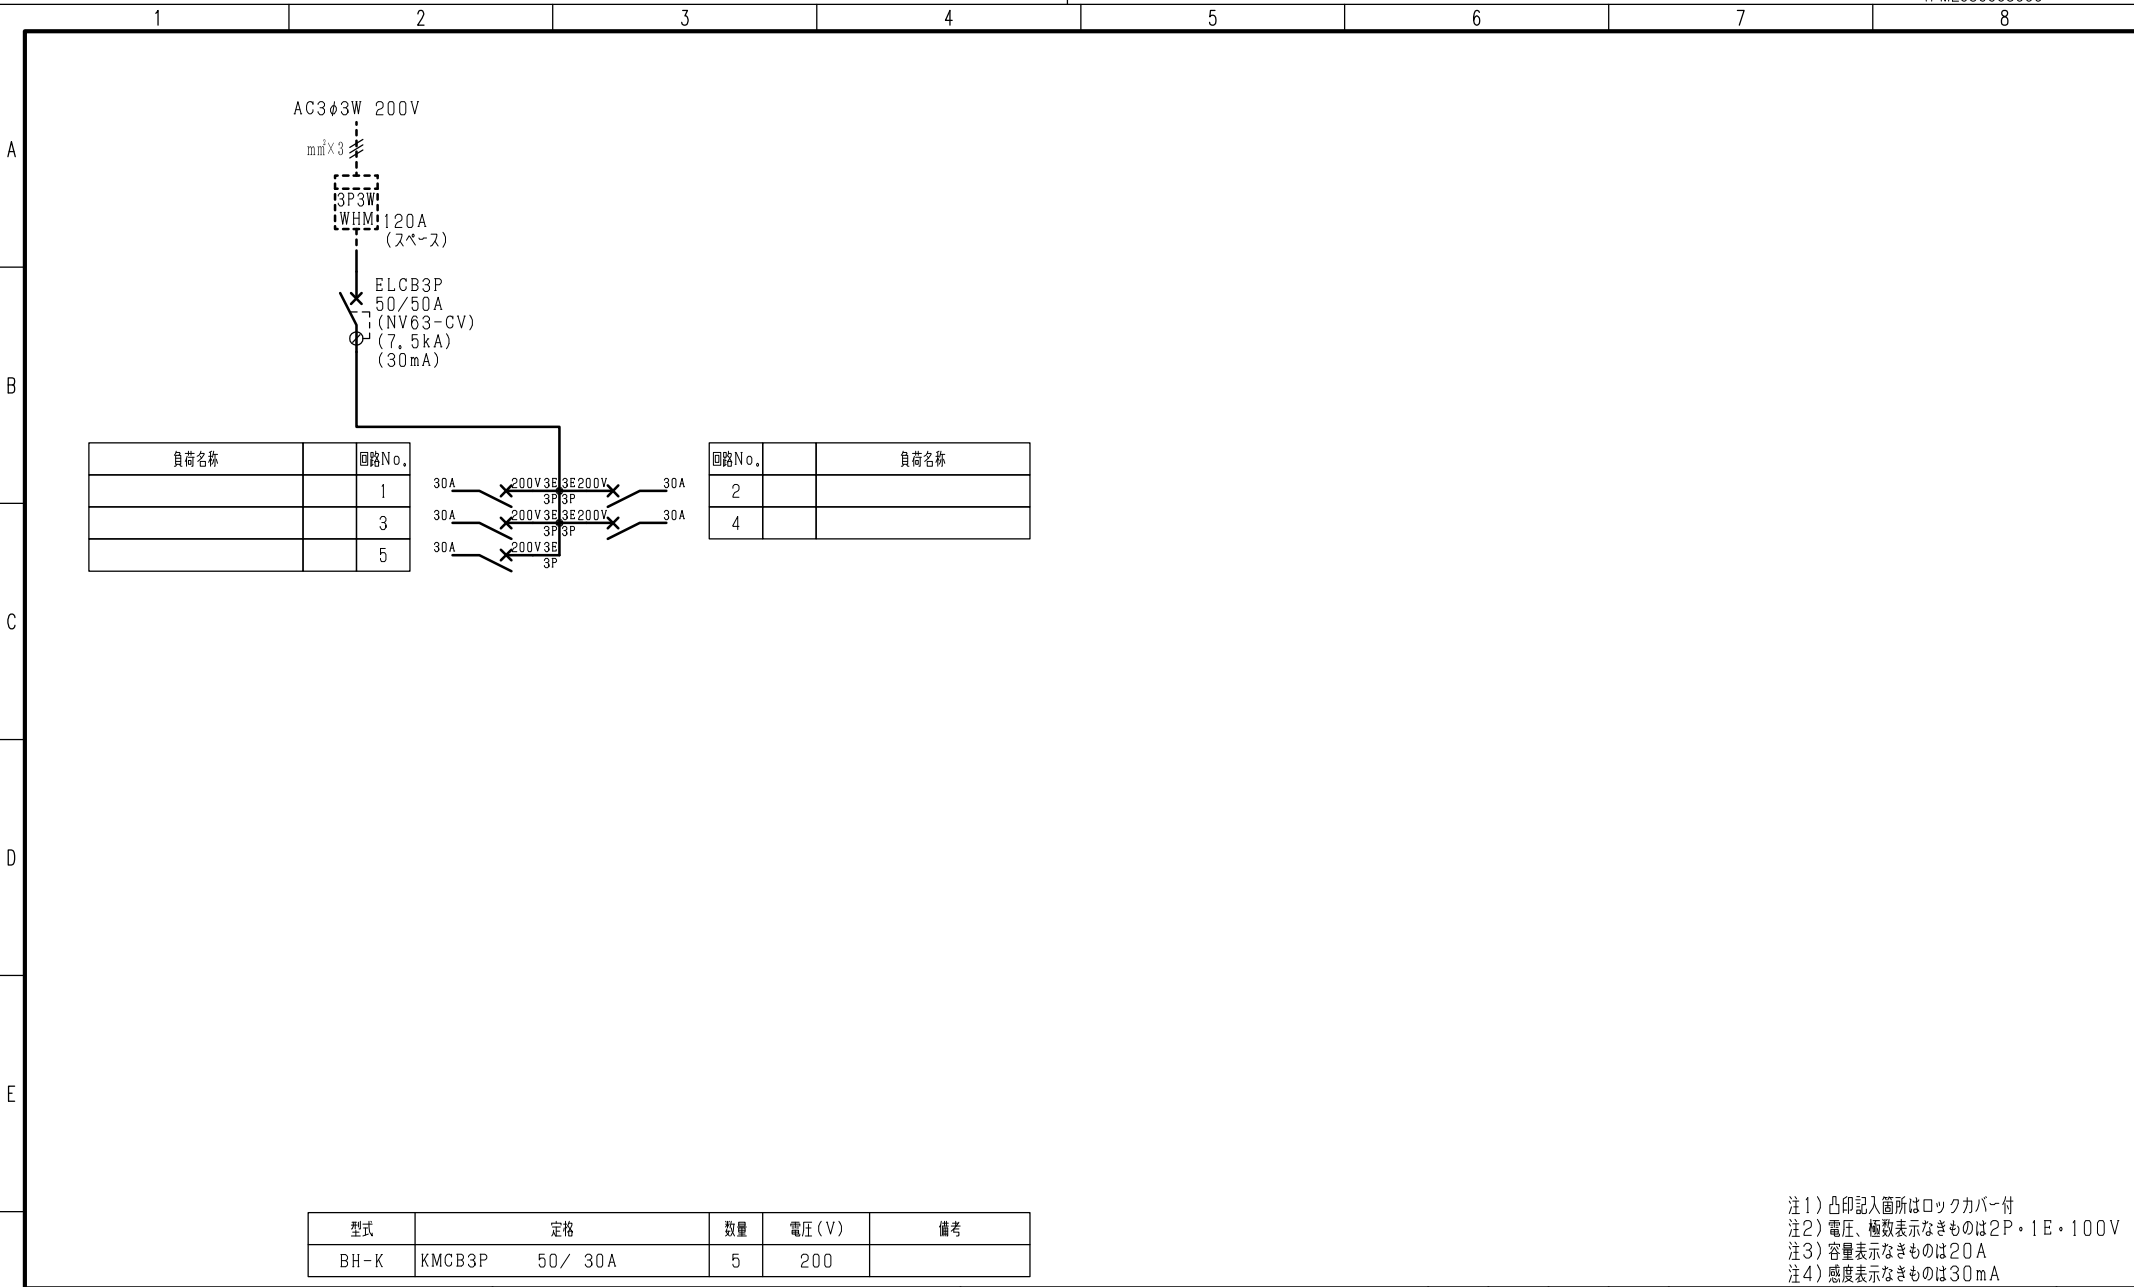 1 2 3 4 5 6 7 8
A
B
C
D
E
AC3φ3W 200V
mm²×3
3P3W
WHM
120A
(スペース)
ELCB3P
50/50A
(NV63-CV)
(7.5kA)
(30mA)
負荷名称 回路No.
1
3
5
30A 200V 3E 3E 200V 30A
3P 3P
30A 200V 3E 3E 200V 30A
3P 3P
30A 200V 3E
3P
回路No. 負荷名称
2
4
型式 定格 数量 電圧(V) 備考
BH-K KMCB3P 50/ 30A 5 200
注1)凸印記入箇所はロックカバー付
注2)電圧、極数表示なきものは2P・1E・100V
注3)容量表示なきものは20A
注4)感度表示なきものは30mA